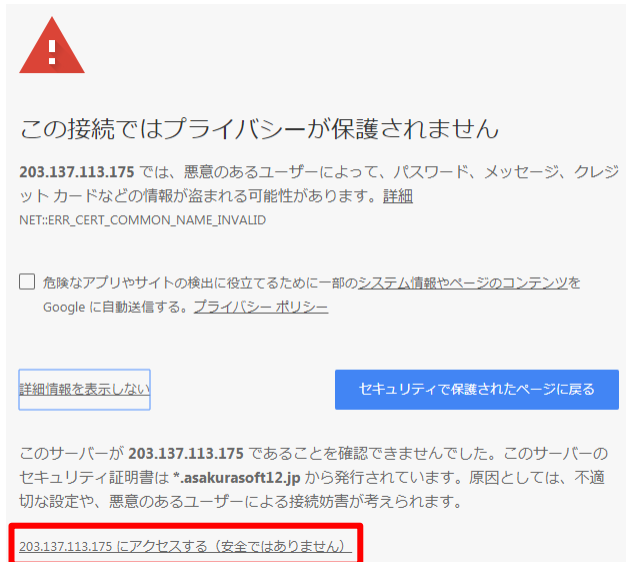 この接続ではプライバシーが保護されません
203.137.113.175 では、悪意のあるユーザーによって、パスワード、メッセージ、クレジ
ット カードなどの情報が盗まれる可能性があります。詳細
NET::ERR_CERT_COMMON_NAME_INVALID
危険なアプリやサイトの検出に役立てるために一部のシステム情報やページのコンテンツを
Google に自動送信する。プライバシー ポリシー
詳細情報を表示しない
セキュリティで保護されたページに戻る
このサーバーが 203.137.113.175 であることを確認できませんでした。このサーバーの
セキュリティ証明書は *.asakurasoft12.jp から発行されています。原因としては、不適
切な設定や、悪意のあるユーザーによる接続妨害が考えられます。
203.137.113.175 にアクセスする（安全ではありません）